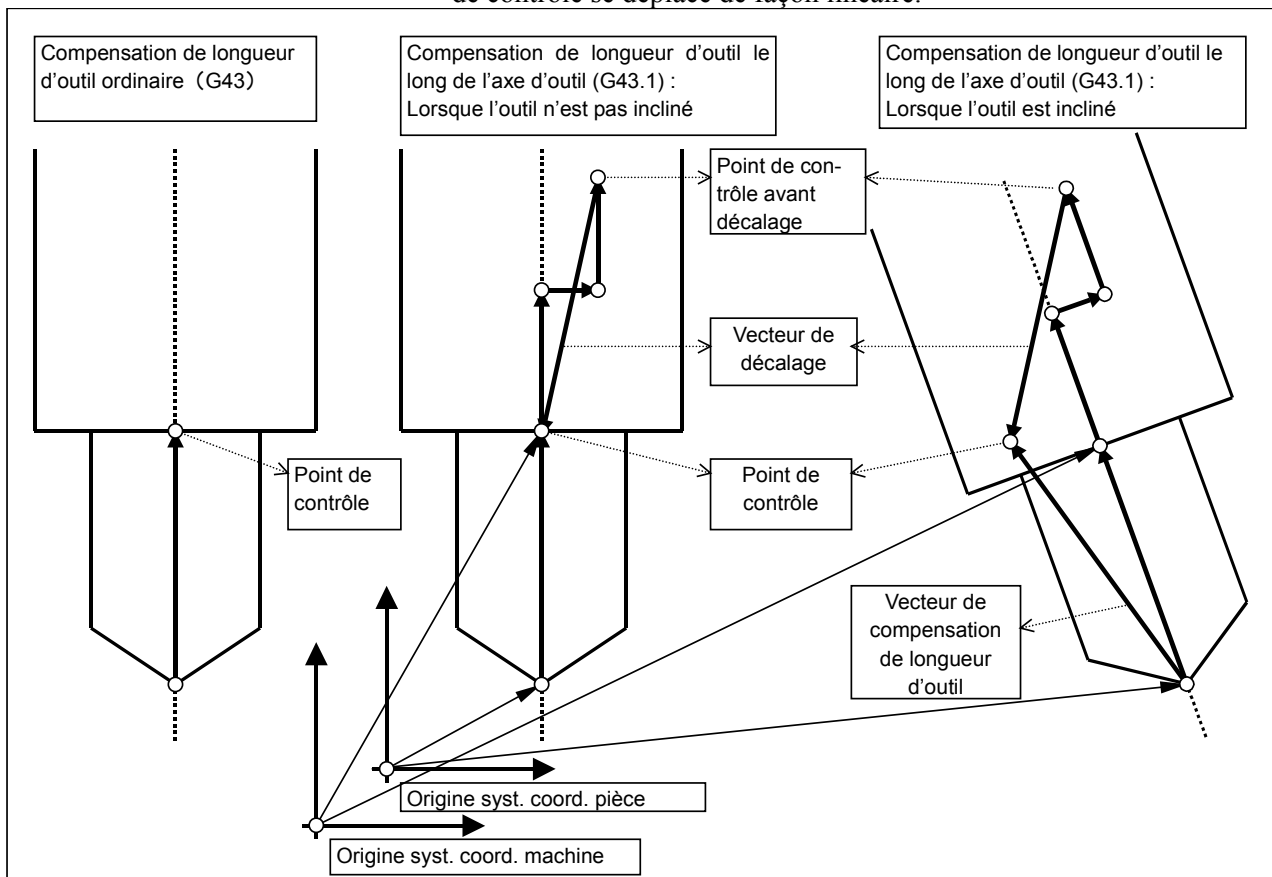 de contrôle se déplace de façon linéaire.
Compensation de longueur
d'outil ordinaire（G43）
Compensation de longueur d'outil le
long de l'axe d'outil (G43.1) :
Lorsque l'outil n'est pas incliné
Compensation de longueur d'outil le
long de l'axe d'outil (G43.1) :
Lorsque l'outil est incliné
Point de con-
trôle avant
décalage
Vecteur de
décalage
Point de
contrôle
Point de
contrôle
Vecteur de
compensation
de longueur
d'outil
Origine syst. coord. pièce
Origine syst. coord. machine